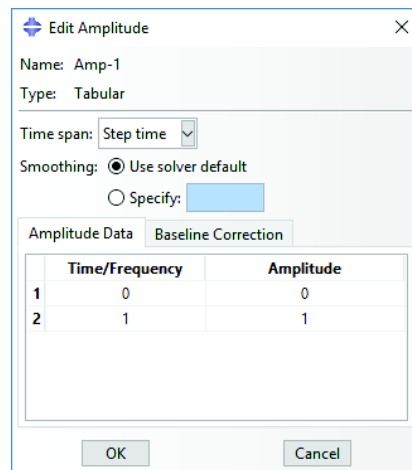 Edit Amplitude
Name: Amp-1
Type: Tabular
Time span: Step time
Smoothing: Use solver default
Specify:
Amplitude Data Baseline Correction
Time/Frequency Amplitude
1 0 0
2 1 1
OK Cancel